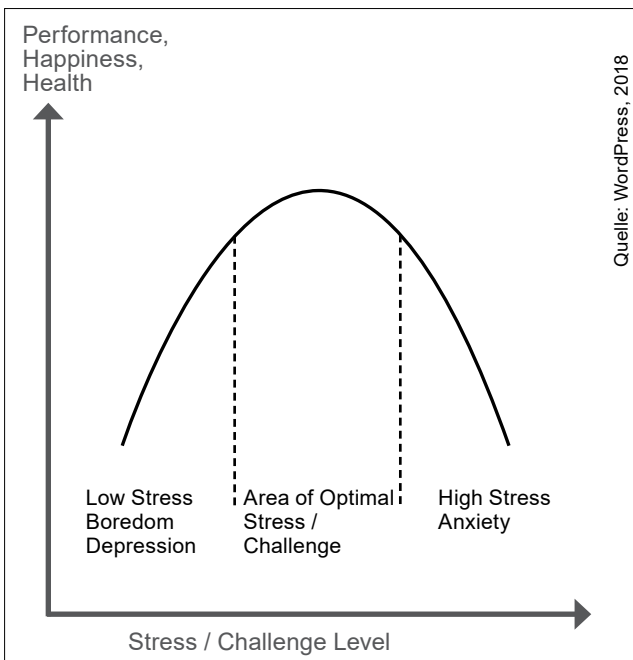 Performance,
Happiness,
Health
Quelle: WordPress, 2018
Low Stress
Boredom
Depression
Area of Optimal
Stress /
Challenge
High Stress
Anxiety
Stress / Challenge Level